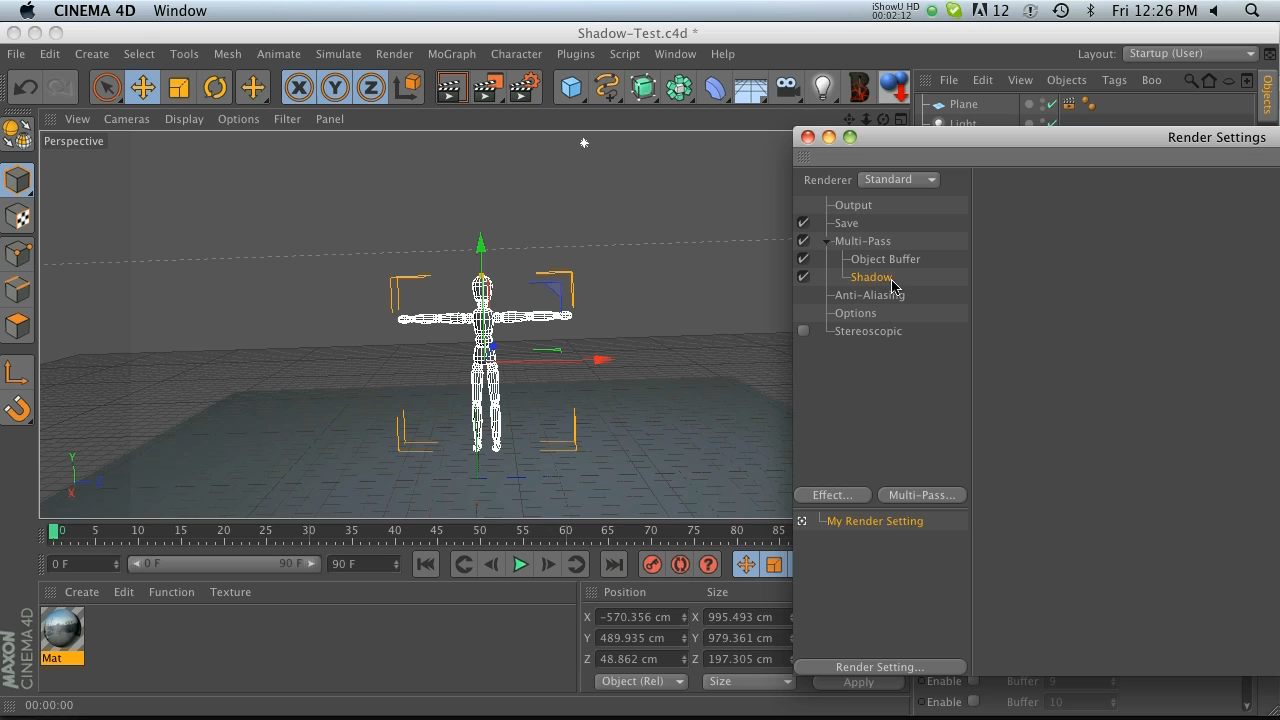 CINEMA 4D Window
iShowU HD
00:02:12
12
Fri 12:26 PM
Shadow-Test.c4d *
File Edit Create Select Tools Mesh Animate Simulate Render MoGraph Character Plugins Script Window Help
Layout: Startup (User)
X Y Z
File Edit View Objects Tags Boo
Objects
Plane
Light
View Cameras Display Options Filter Panel
Perspective
Render Settings
Renderer Standard
Output
Save
Multi-Pass
Object Buffer
Shadow
Anti-Aliasing
Options
Stereoscopic
Effect... Multi-Pass...
My Render Setting
Render Setting...
Y
X
0 5 10 15 20 25 30 35 40 45 50 55 60 65 70 75 80 85
0 F 0 F 90 F 90 F
Create Edit Function Texture
Mat
Position Size
X -570.356 cm X 995.493 cm
Y 489.935 cm Y 979.361 cm
Z 48.862 cm Z 197.305 cm
Object (Rel) Size Apply
Enable Buffer 9
Enable Buffer 10
MAXON
CINEMA 4D
00:00:00